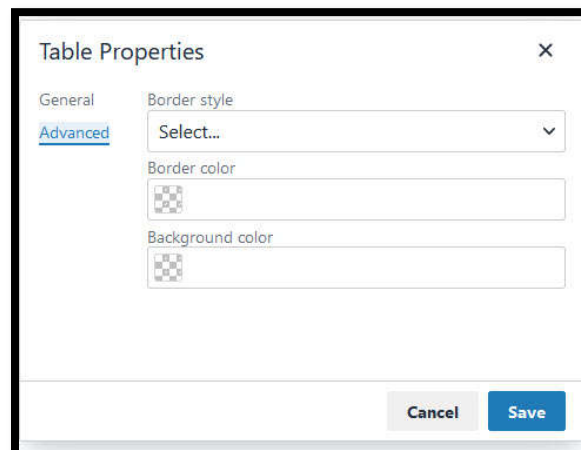 Table Properties
General
Advanced
Border style
Select...
Border color
Background color
Cancel
Save